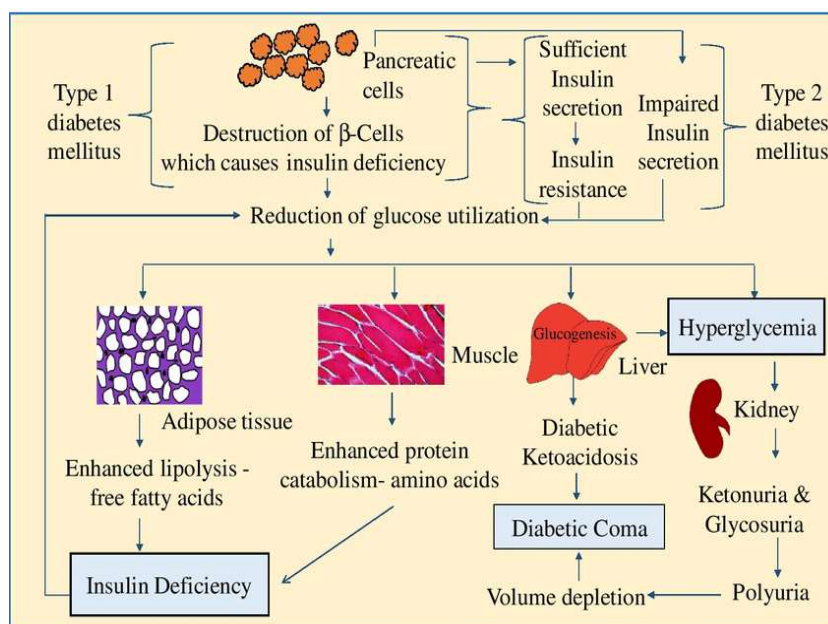 Type 1
diabetes
mellitus
Pancreatic
cells
Destruction of β-Cells
which causes insulin deficiency
Sufficient
Insulin
secretion
Insulin
resistance
Impaired
Insulin
secretion
Type 2
diabetes
mellitus
Reduction of glucose utilization
Adipose tissue
Enhanced lipolysis -
free fatty acids
Insulin Deficiency
Muscle
Enhanced protein
catabolism- amino acids
Glucogenesis
Liver
Diabetic
Ketoacidosis
Diabetic Coma
Hyperglycemia
Kidney
Ketonuria &
Glycosuria
Polyuria
Volume depletion